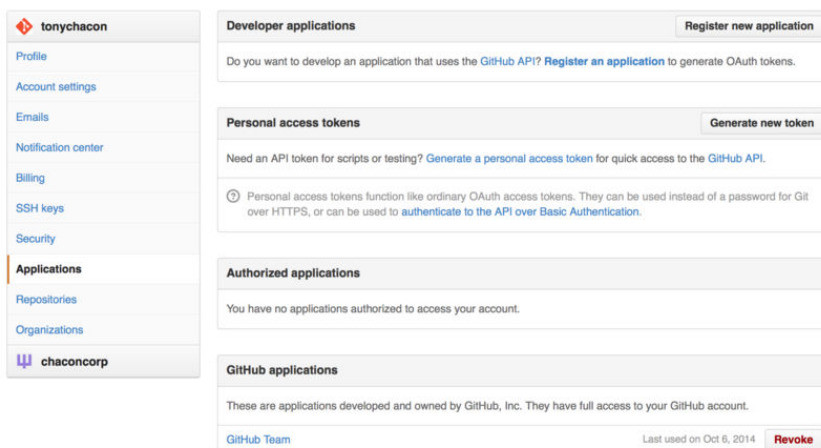 tonychacon
Profile
Account settings
Emails
Notification center
Billing
SSH keys
Security
Applications
Repositories
Organizations
chaconcorp
Developer applications
Register new application
Do you want to develop an application that uses the GitHub API? Register an application to generate OAuth tokens.
Personal access tokens
Generate new token
Need an API token for scripts or testing? Generate a personal access token for quick access to the GitHub API.
Personal access tokens function like ordinary OAuth access tokens. They can be used instead of a password for Git
over HTTPS, or can be used to authenticate to the API over Basic Authentication.
Authorized applications
You have no applications authorized to access your account.
GitHub applications
These are applications developed and owned by GitHub, Inc. They have full access to your GitHub account.
GitHub Team
Last used on Oct 6, 2014
Revoke